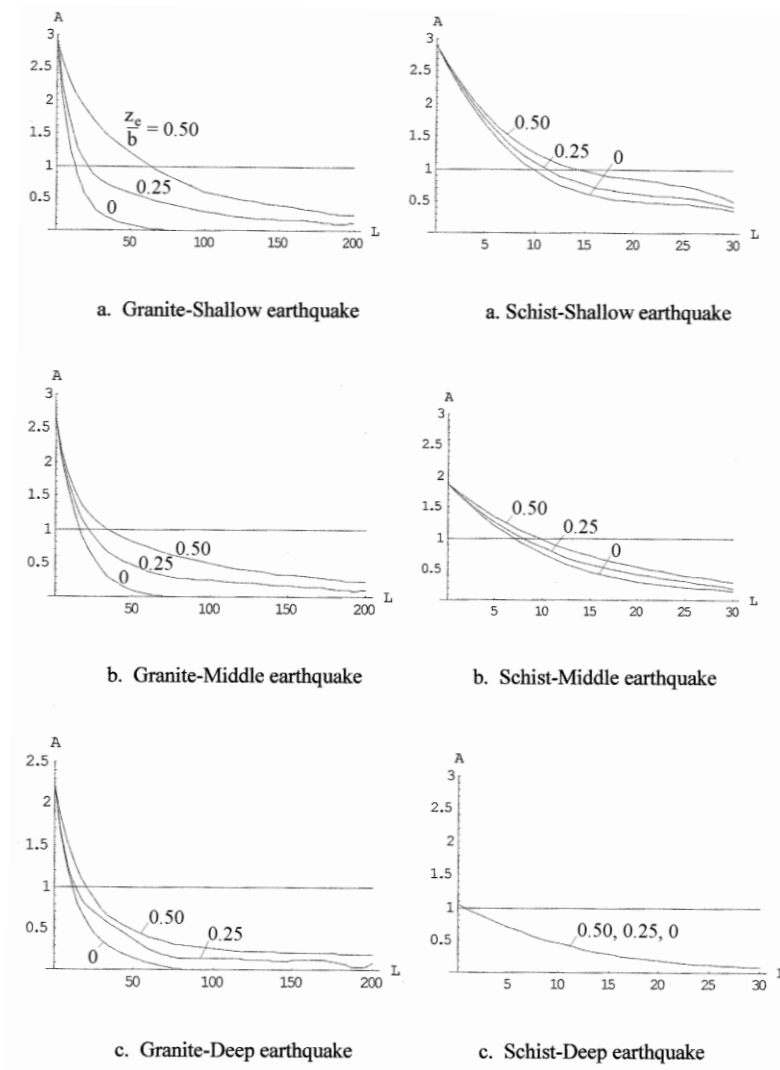 A
3
2.5
2
1.5
1
0.5
z_e
b = 0.50
0.25
0
50 100 150 200 L
a. Granite-Shallow earthquake
A
3
2.5
2
1.5
1
0.5
0.50
0.25
0
5 10 15 20 25 30 L
a. Schist-Shallow earthquake
A
3
2.5
2
1.5
1
0.5
0.50
0.25
0
50 100 150 200 L
b. Granite-Middle earthquake
A
3
2.5
2
1.5
1
0.5
0.50
0.25
0
5 10 15 20 25 30 L
b. Schist-Middle earthquake
A
2.5
2
1.5
1
0.5
0.50
0.25
0
50 100 150 200 L
c. Granite-Deep earthquake
A
3
2.5
2
1.5
1
0.5
0.50, 0.25, 0
5 10 15 20 25 30
c. Schist-Deep earthquake